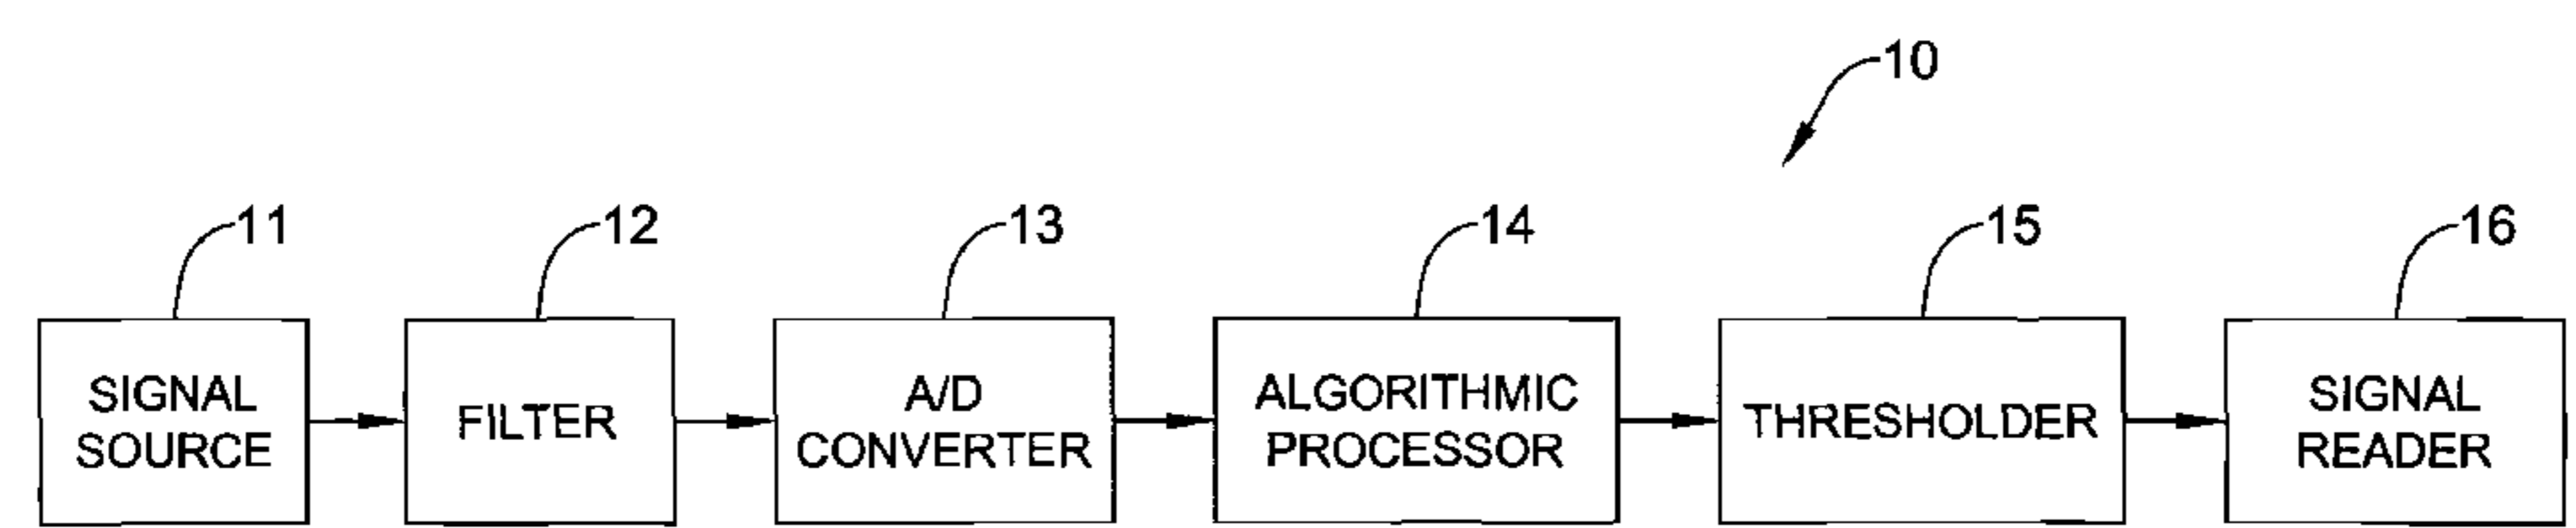 10
11
12
13
14
15
16
SIGNAL
SOURCE
FILTER
A/D
CONVERTER
ALGORITHMIC
PROCESSOR
THRESHOLDER
SIGNAL
READER